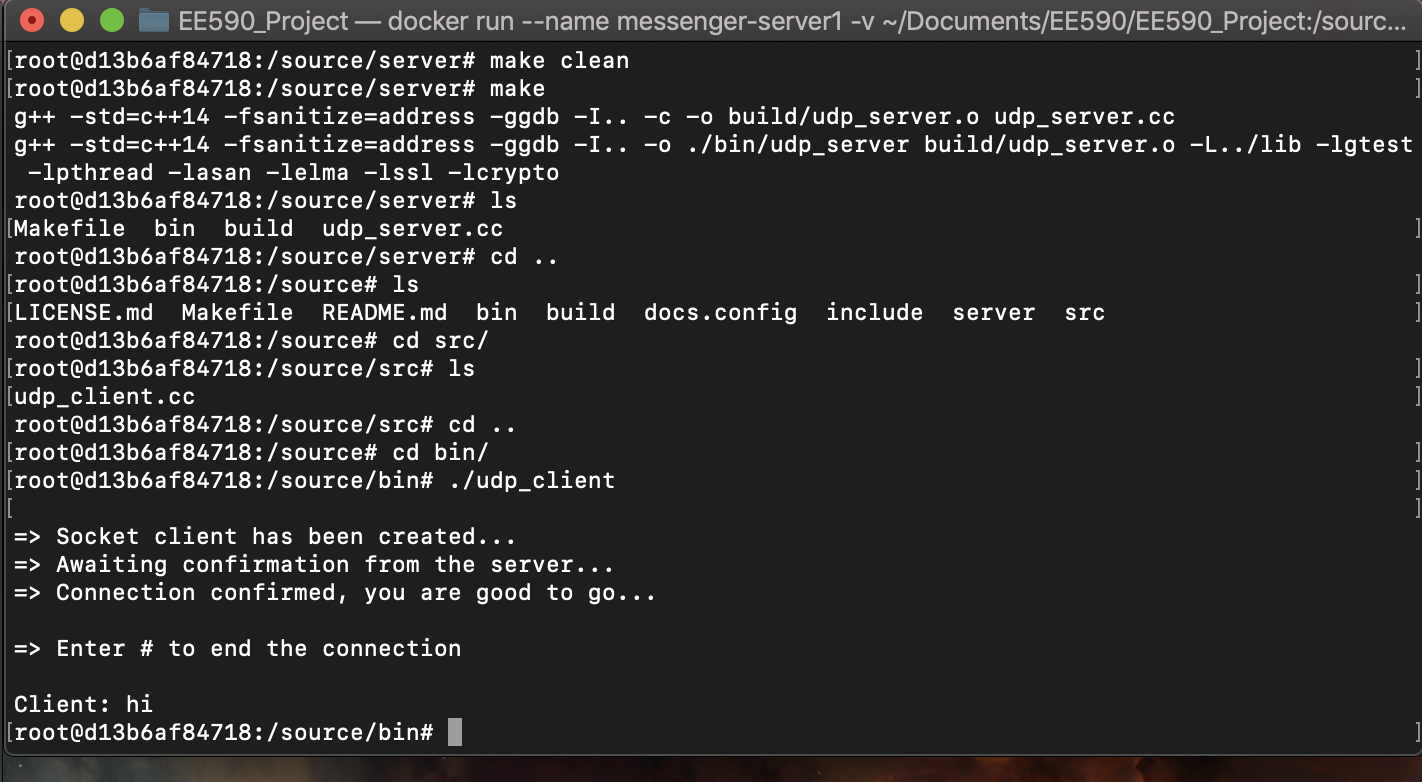 EE590_Project — docker run --name messenger-server1 -v ~/Documents/EE590/EE590_Project:/sourc...
[root@d13b6af84718:/source/server# make clean ]
[root@d13b6af84718:/source/server# make ]
g++ -std=c++14 -fsanitize=address -ggdb -I.. -c -o build/udp_server.o udp_server.cc
g++ -std=c++14 -fsanitize=address -ggdb -I.. -o ./bin/udp_server build/udp_server.o -L../lib -lgtest
-lpthread -lasan -lelma -lssl -lcrypto
root@d13b6af84718:/source/server# ls
[Makefile  bin  build  udp_server.cc ]
root@d13b6af84718:/source/server# cd ..
[root@d13b6af84718:/source# ls ]
[LICENSE.md  Makefile  README.md  bin  build  docs.config  include  server  src ]
root@d13b6af84718:/source# cd src/
[root@d13b6af84718:/source/src# ls ]
[udp_client.cc ]
root@d13b6af84718:/source/src# cd ..
[root@d13b6af84718:/source# cd bin/ ]
[root@d13b6af84718:/source/bin# ./udp_client ]
[ ]
=> Socket client has been created...
=> Awaiting confirmation from the server...
=> Connection confirmed, you are good to go...
=> Enter # to end the connection
Client: hi
[root@d13b6af84718:/source/bin# ]